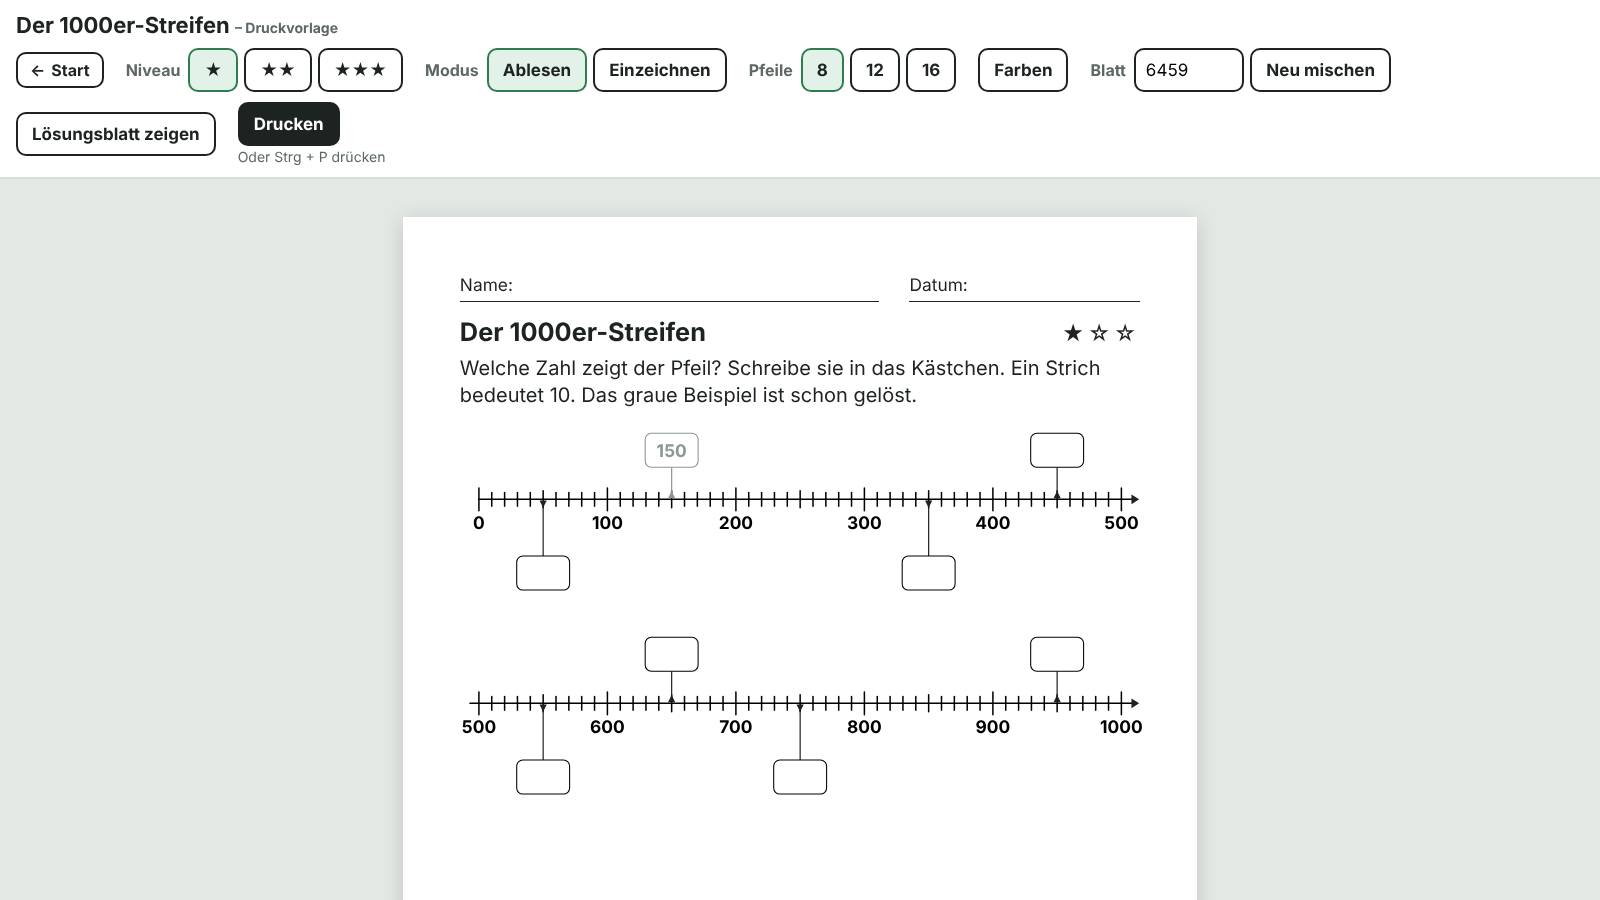 Der 1000er-Streifen – Druckvorlage
← Start Niveau ★ ★★ ★★★ Modus Ablesen Einzeichnen Pfeile 8 12 16 Farben Blatt 6459 Neu mischen
Lösungsblatt zeigen Drucken
Oder Strg + P drücken
Name: Datum:
Der 1000er-Streifen ★ ☆ ☆
Welche Zahl zeigt der Pfeil? Schreibe sie in das Kästchen. Ein Strich
bedeutet 10. Das graue Beispiel ist schon gelöst.
150
0 100 200 300 400 500
500 600 700 800 900 1000